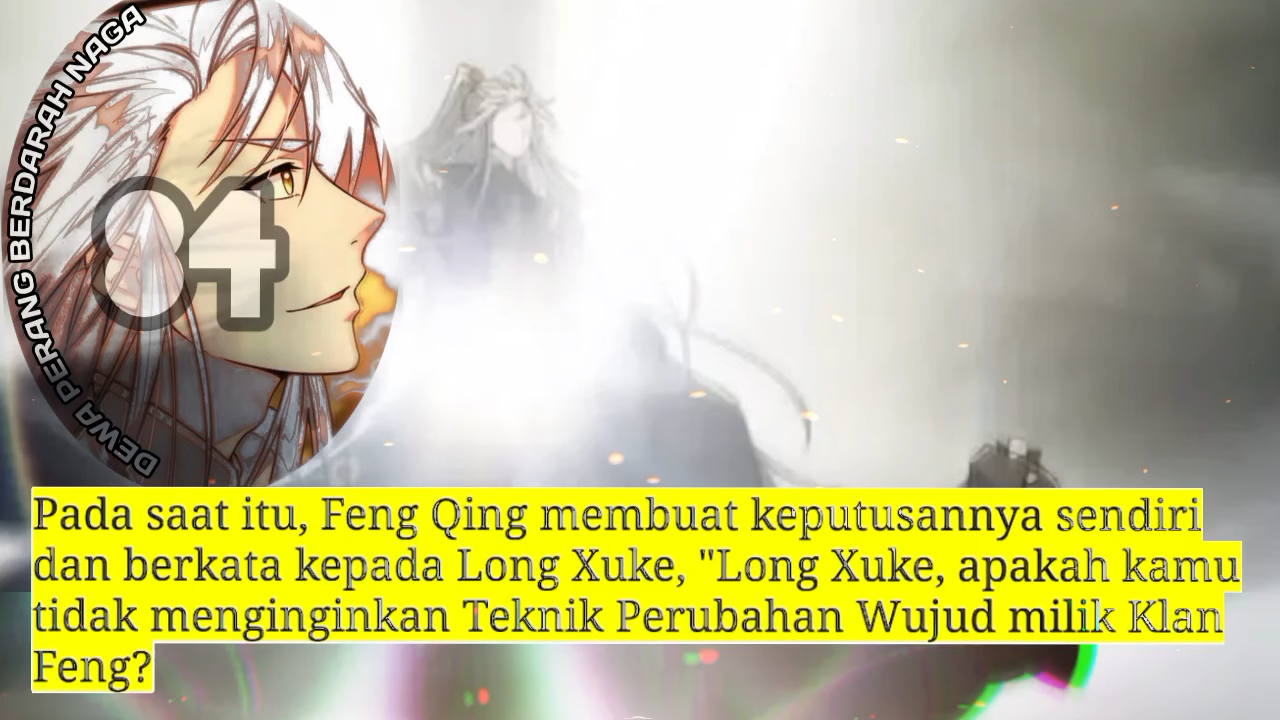 DEWA PERANG BERDARAH NAGA
84
Pada saat itu, Feng Qing membuat keputusannya sendiri
dan berkata kepada Long Xuke, "Long Xuke, apakah kamu
tidak menginginkan Teknik Perubahan Wujud milik Klan
Feng?